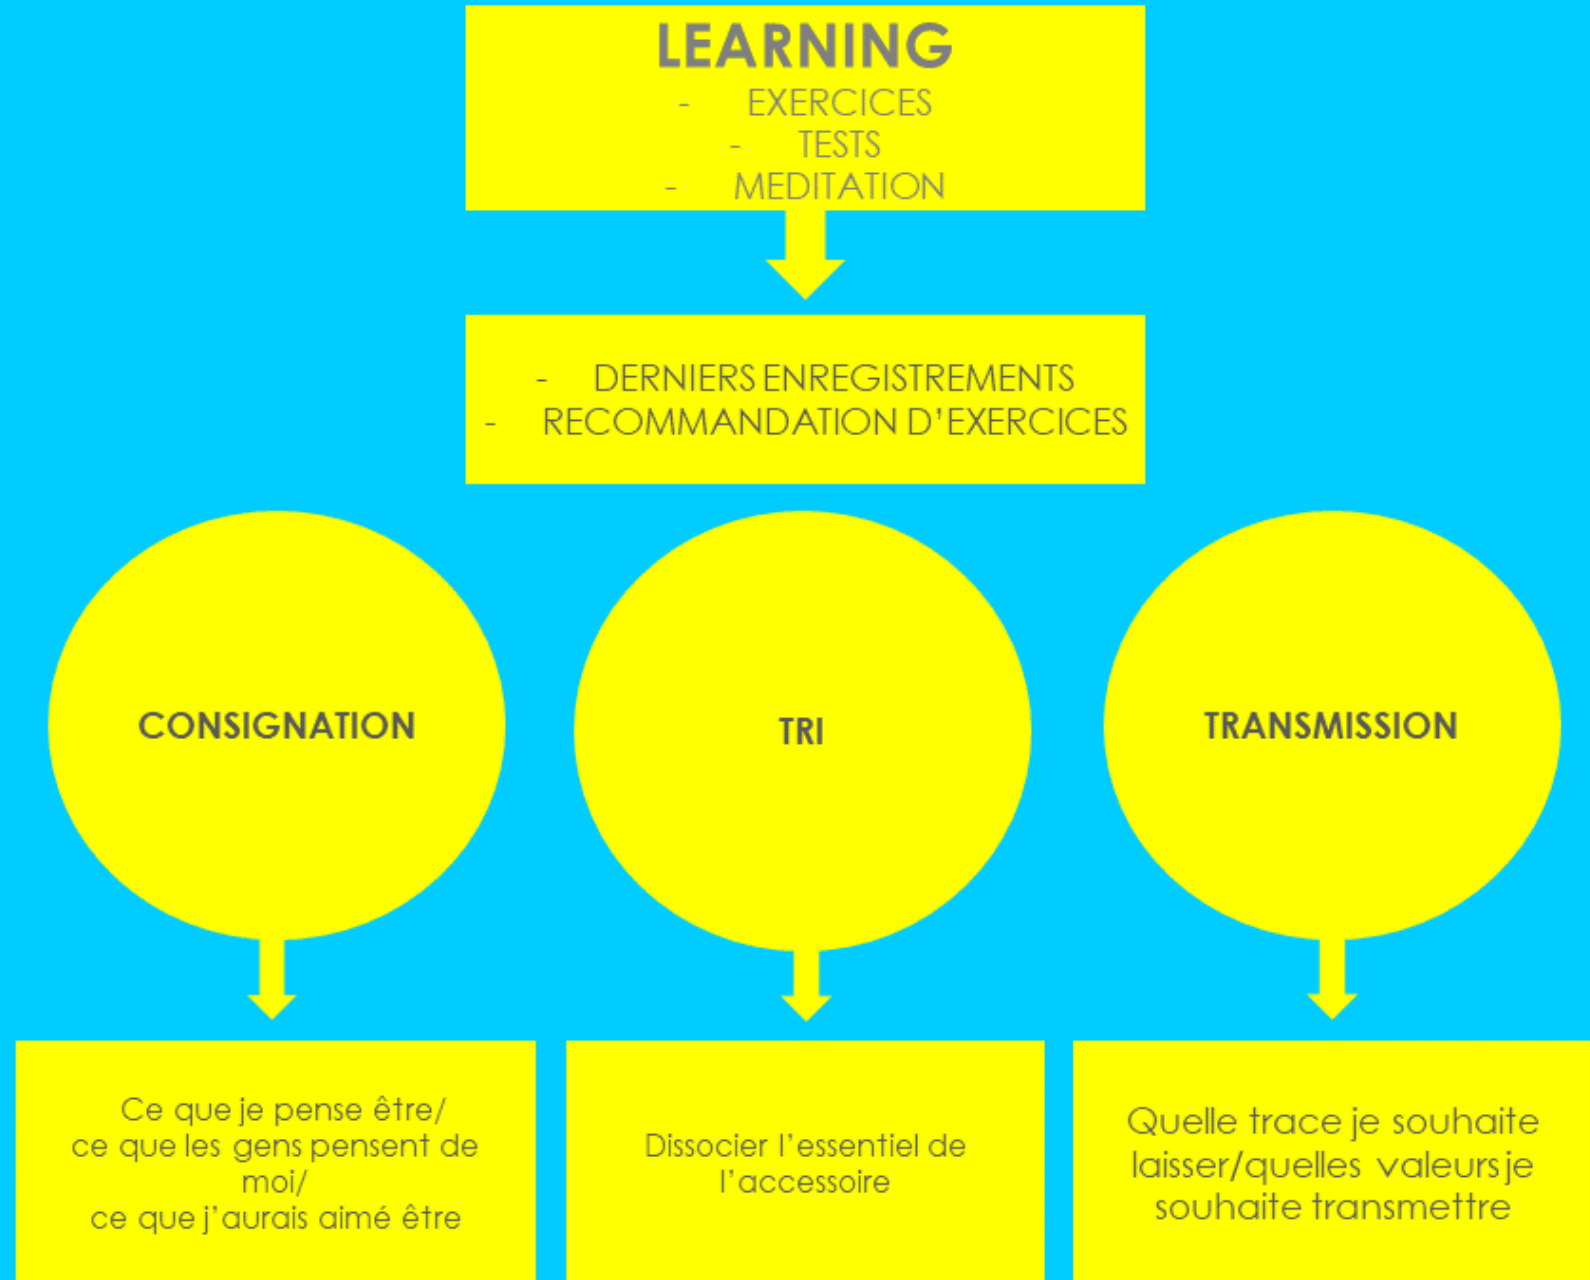 LEARNING
- EXERCICES
- TESTS
- MEDITATION
- DERNIERS ENREGISTREMENTS
- RECOMMANDATION D’EXERCICES
CONSIGNATION
TRI
TRANSMISSION
Ce que je pense être/
ce que les gens pensent de
moi/
ce que j’aurais aimé être
Dissocier l’essentiel de
l’accessoire
Quelle trace je souhaite
laisser/quelles valeurs je
souhaite transmettre